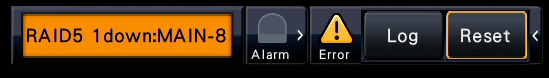 RAID5 1down:MAIN-8
Alarm
Error
Log
Reset